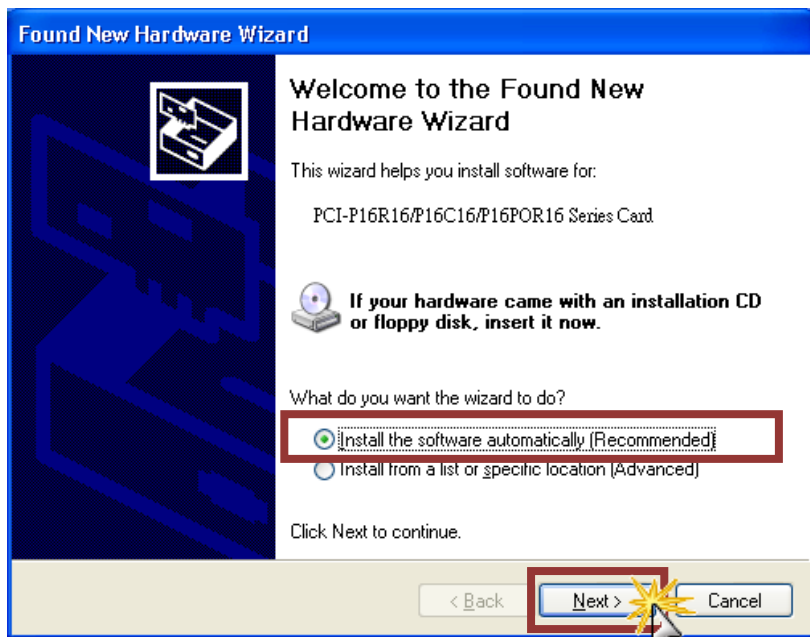 Found New Hardware Wizard
Welcome to the Found New
Hardware Wizard
This wizard helps you install software for:
PCI-P16R16/P16C16/P16POR16 Series Card
If your hardware came with an installation CD
or floppy disk, insert it now.
What do you want the wizard to do?
Install the software automatically (Recommended)
Install from a list or specific location (Advanced)
Click Next to continue.
< Back Next > Cancel